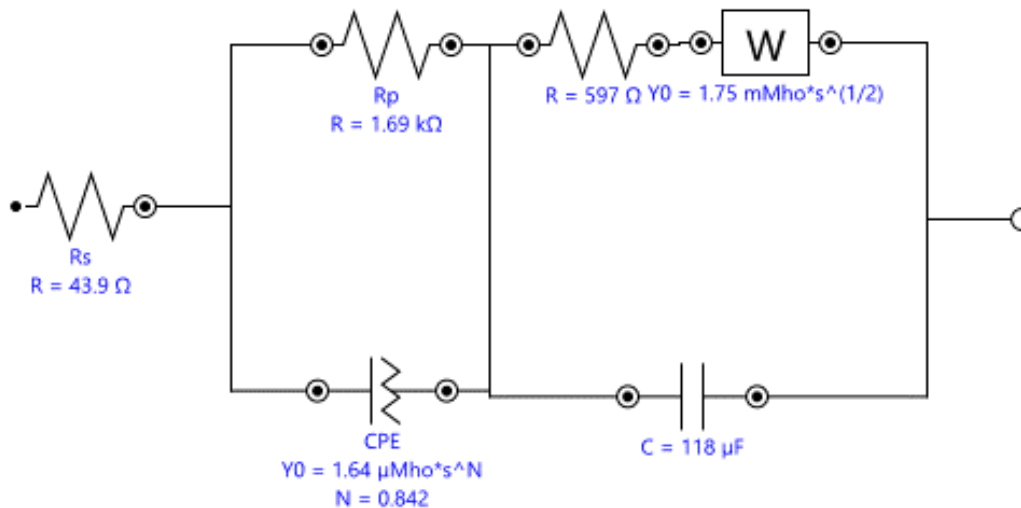 W
Rp
R = 1.69 kΩ
R = 597 Ω
Y0 = 1.75 mMho*s^(1/2)
Rs
R = 43.9 Ω
CPE
Y0 = 1.64 μMho*s^N
N = 0.842
C = 118 μF